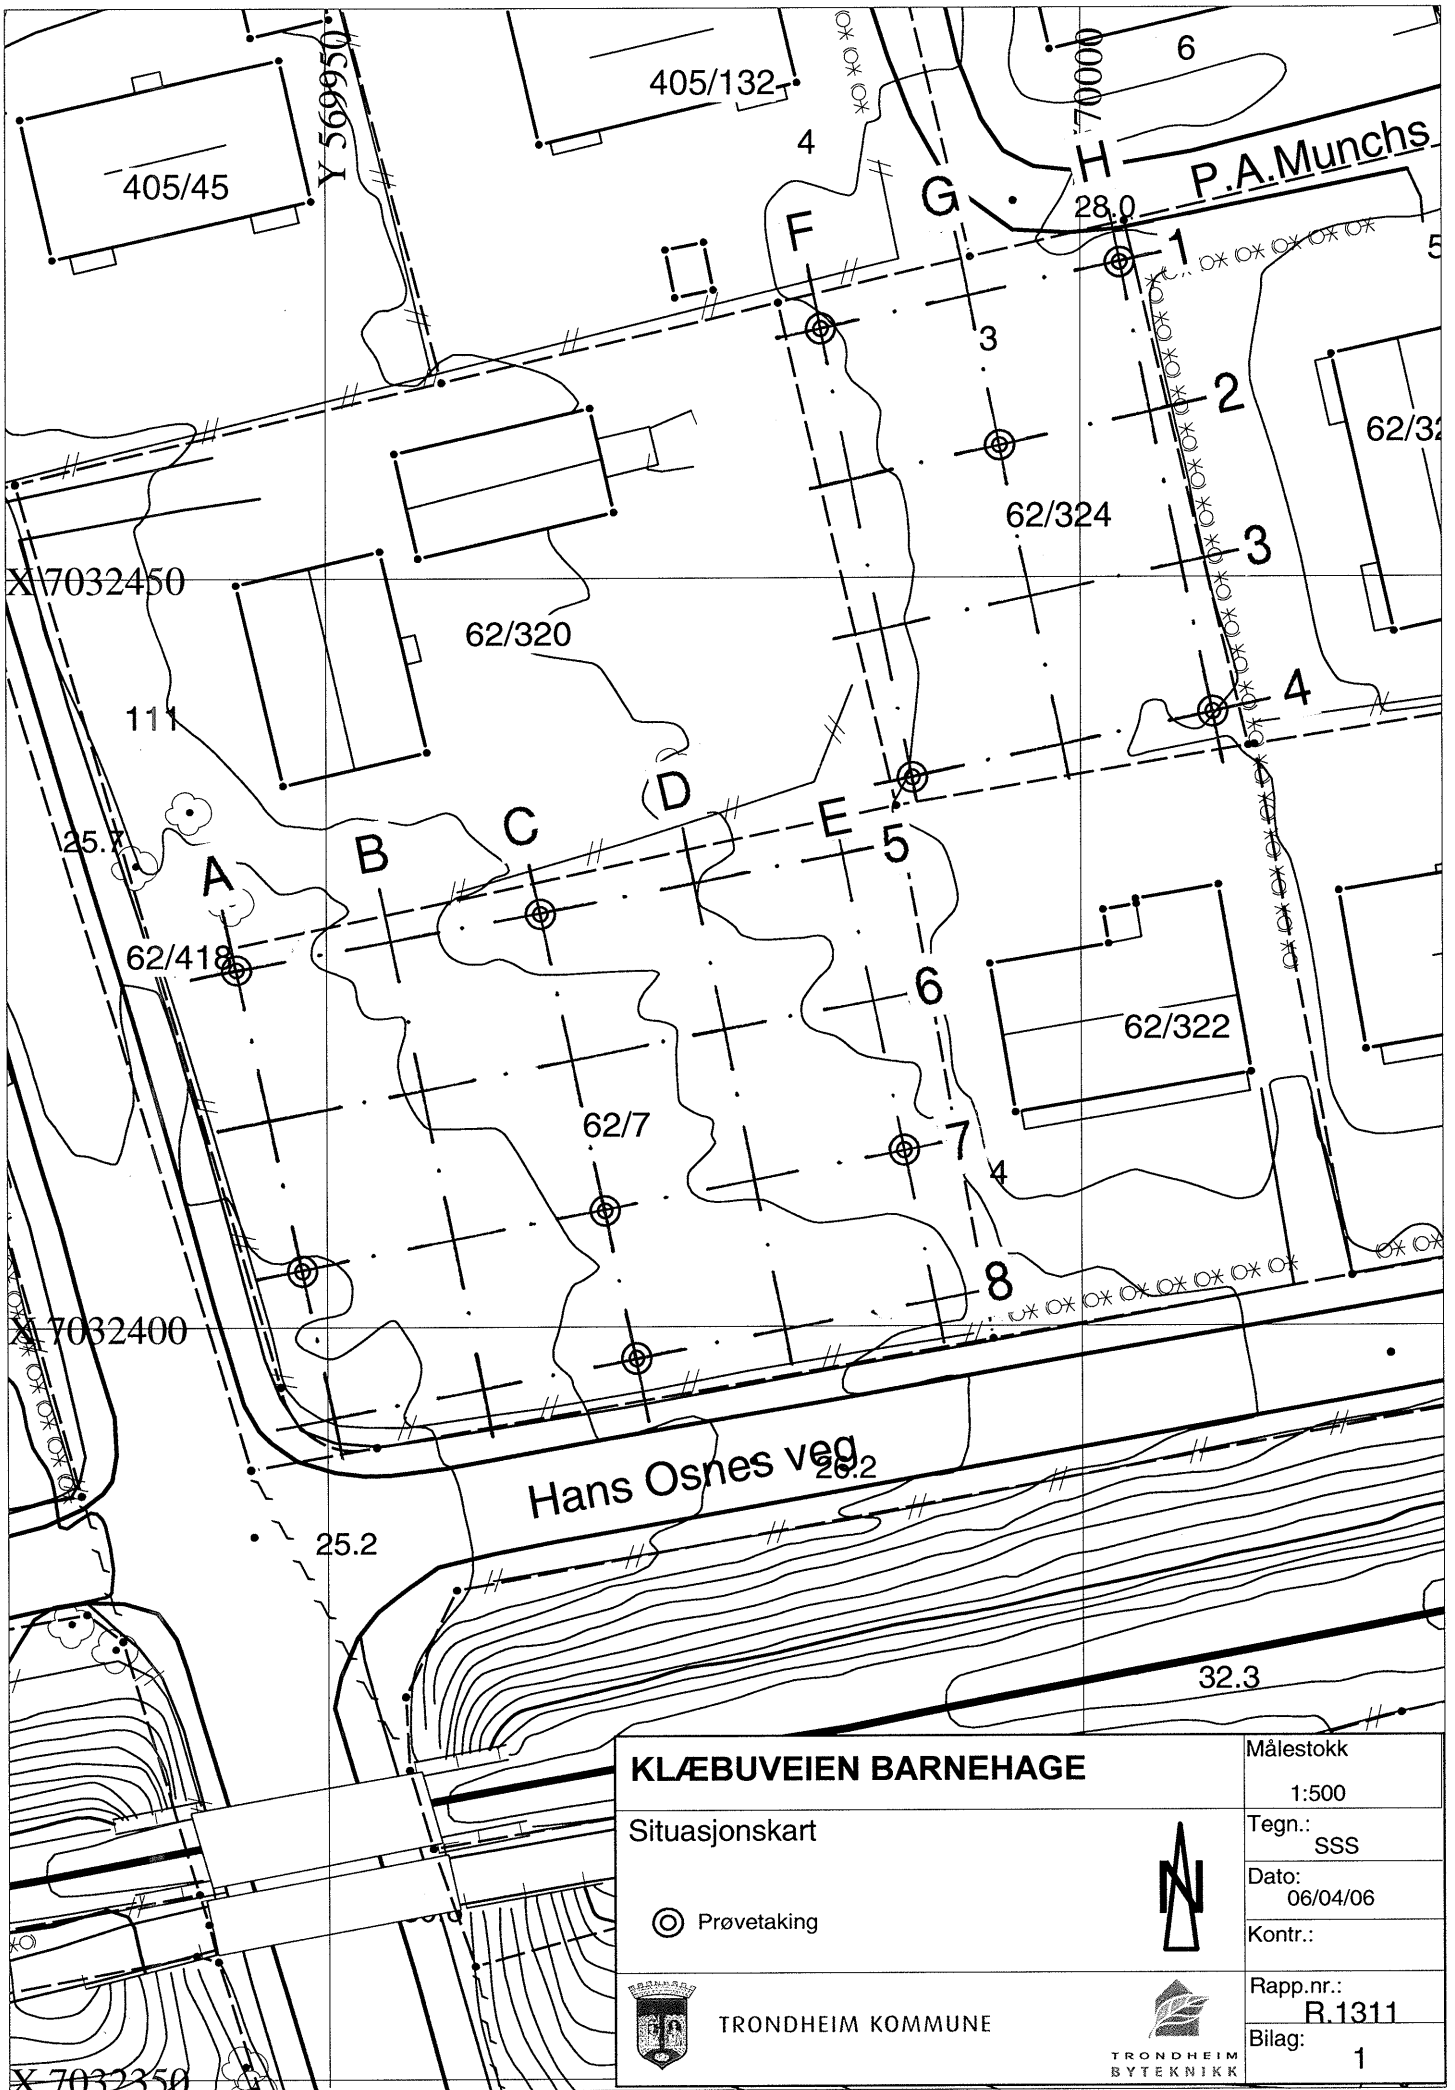 Y 569950
70000
6
405/132
4
405/45
H
P.A.Munchs
G
28.0
F
1
5
3
2
62/32
62/324
3
X 7032450
62/320
4
111
D
C
E
B
5
25.7
A
62/418
6
62/322
62/7
7
4
8
X 7032400
Hans Osnes veg
26.2
25.2
32.3
KLÆBUVEIEN BARNEHAGE
Målestokk
1:500
Situasjonskart
Tegn.:
SSS
Dato:
06/04/06
Prøvetaking
N
Kontr.:
Rapp.nr.:
R.1311
TRONDHEIM KOMMUNE
TRONDHEIM
BYTEKNIKK
Bilag:
1
X 7032350